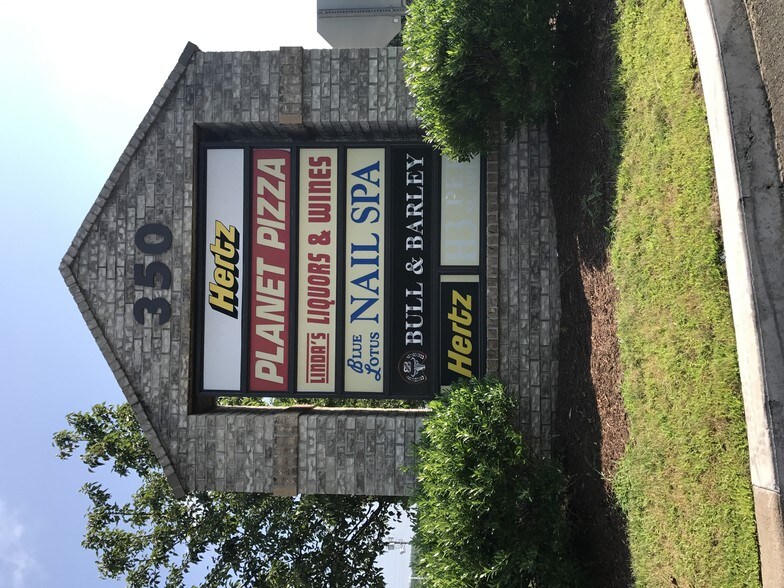 350
Hertz
PLANET PIZZA
LINDA'S LIQUORS & WINES
BLUE LOTUS NAIL SPA
BULL & BARLEY
Hertz